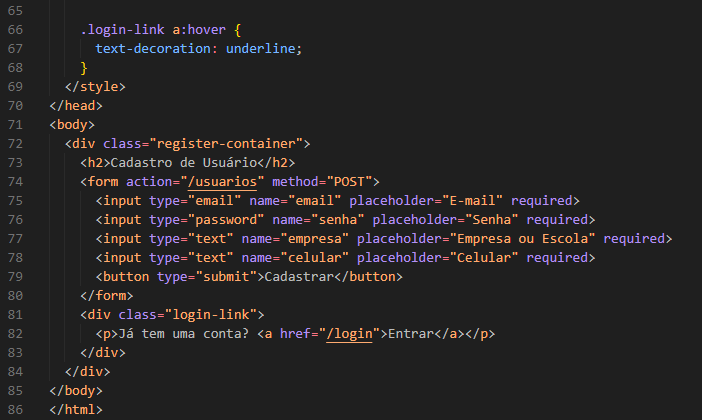 65
66 .login-link a:hover {
67 text-decoration: underline;
68 }
69 </style>
70 </head>
71 <body>
72 <div class="register-container">
73 <h2>Cadastro de Usuário</h2>
74 <form action="/usuarios" method="POST">
75 <input type="email" name="email" placeholder="E-mail" required>
76 <input type="password" name="senha" placeholder="Senha" required>
77 <input type="text" name="empresa" placeholder="Empresa ou Escola" required>
78 <input type="text" name="celular" placeholder="Celular" required>
79 <button type="submit">Cadastrar</button>
80 </form>
81 <div class="login-link">
82 <p>Já tem uma conta? <a href="/login">Entrar</a></p>
83 </div>
84 </div>
85 </body>
86 </html>